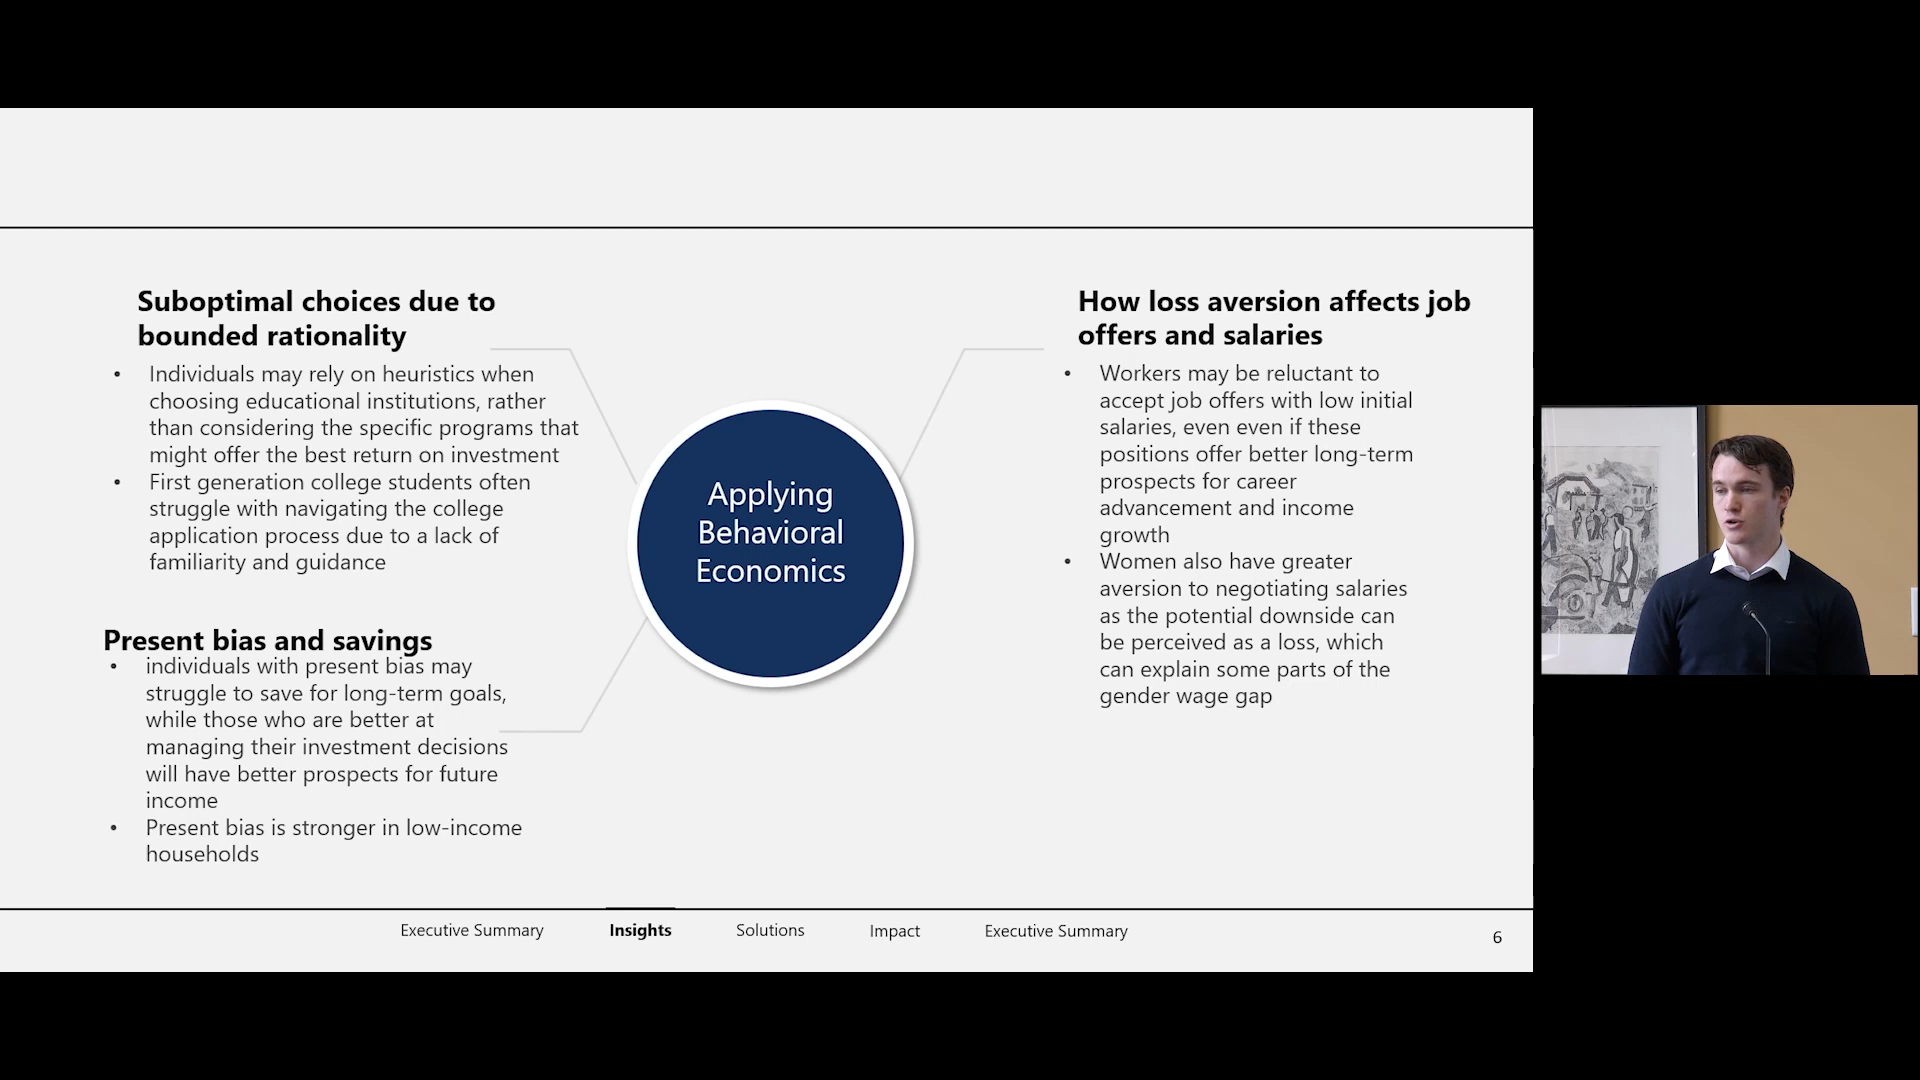 Suboptimal choices due to
bounded rationality
• Individuals may rely on heuristics when
choosing educational institutions, rather
than considering the specific programs that
might offer the best return on investment
• First generation college students often
struggle with navigating the college
application process due to a lack of
familiarity and guidance
Present bias and savings
• individuals with present bias may
struggle to save for long-term goals,
while those who are better at
managing their investment decisions
will have better prospects for future
income
• Present bias is stronger in low-income
households
Applying
Behavioral
Economics
How loss aversion affects job
offers and salaries
• Workers may be reluctant to
accept job offers with low initial
salaries, even even if these
positions offer better long-term
prospects for career
advancement and income
growth
• Women also have greater
aversion to negotiating salaries
as the potential downside can
be perceived as a loss, which
can explain some parts of the
gender wage gap
Executive Summary Insights Solutions Impact Executive Summary
6